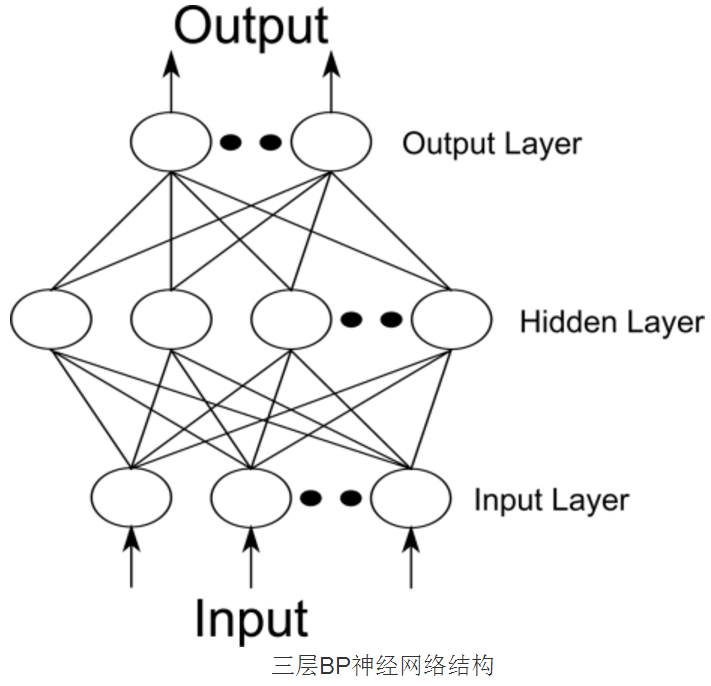 Output
Output Layer
Hidden Layer
Input Layer
Input
三层BP神经网络结构